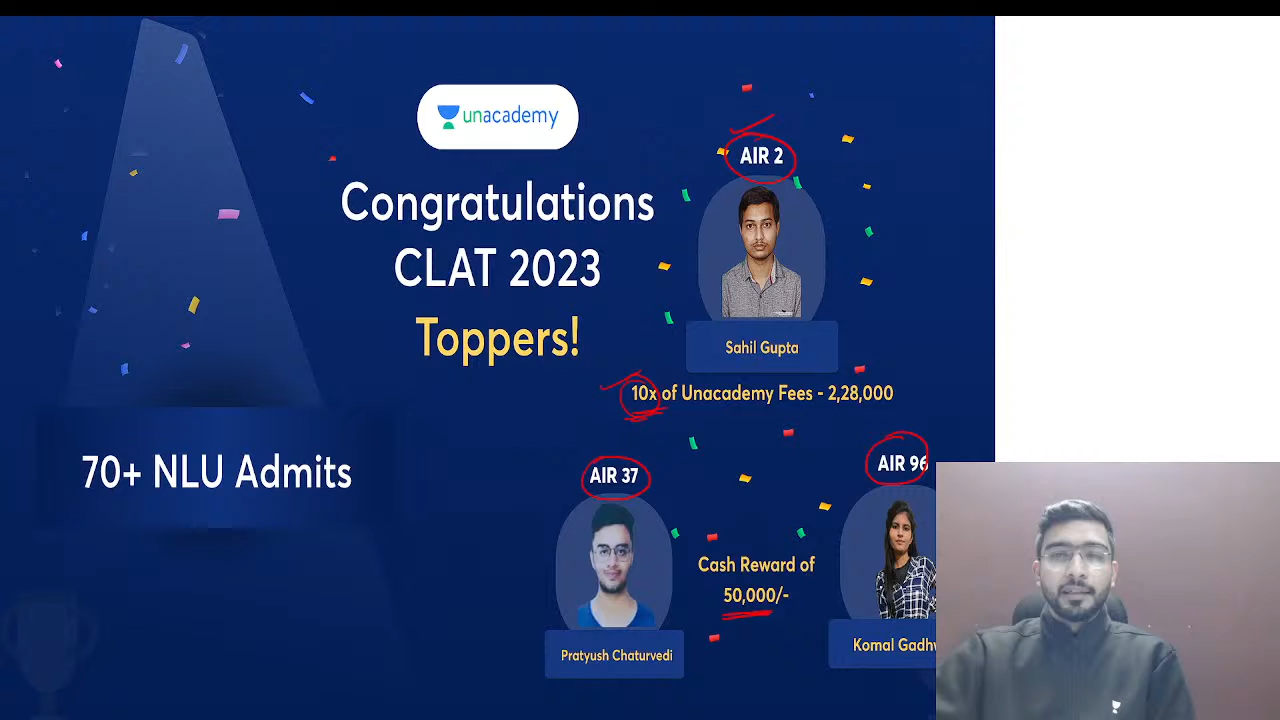 unacademy
Congratulations
CLAT 2023
Toppers!
70+ NLU Admits
AIR 2
Sahil Gupta
10x of Unacademy Fees - 2,28,000
AIR 37
Pratyush Chaturvedi
Cash Reward of
50,000/-
AIR 96
Komal